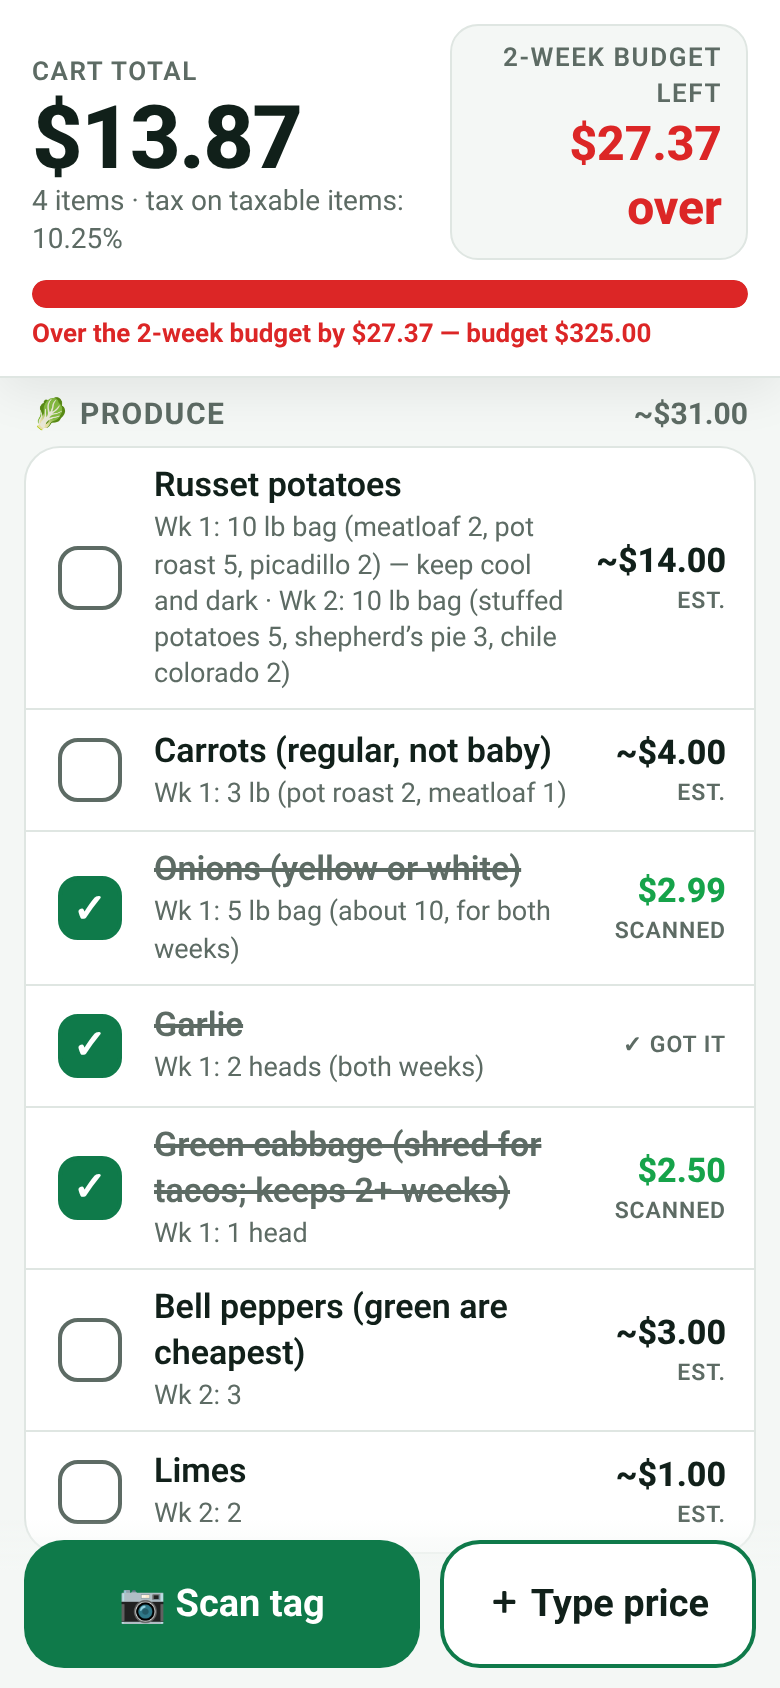 CART TOTAL
$13.87
4 items · tax on taxable items:
10.25%
2-WEEK BUDGET
LEFT
$27.37
over
Over the 2-week budget by $27.37 — budget $325.00
PRODUCE
~$31.00
Russet potatoes
Wk 1: 10 lb bag (meatloaf 2, pot
roast 5, picadillo 2) — keep cool
and dark · Wk 2: 10 lb bag (stuffed
potatoes 5, shepherd’s pie 3, chile
colorado 2)
~$14.00
EST.
Carrots (regular, not baby)
Wk 1: 3 lb (pot roast 2, meatloaf 1)
~$4.00
EST.
Onions (yellow or white)
Wk 1: 5 lb bag (about 10, for both
weeks)
$2.99
SCANNED
Garlic
Wk 1: 2 heads (both weeks)
✓ GOT IT
Green cabbage (shred for
tacos; keeps 2+ weeks)
Wk 1: 1 head
$2.50
SCANNED
Bell peppers (green are
cheapest)
Wk 2: 3
~$3.00
EST.
Limes
Wk 2: 2
~$1.00
EST.
Scan tag
+ Type price